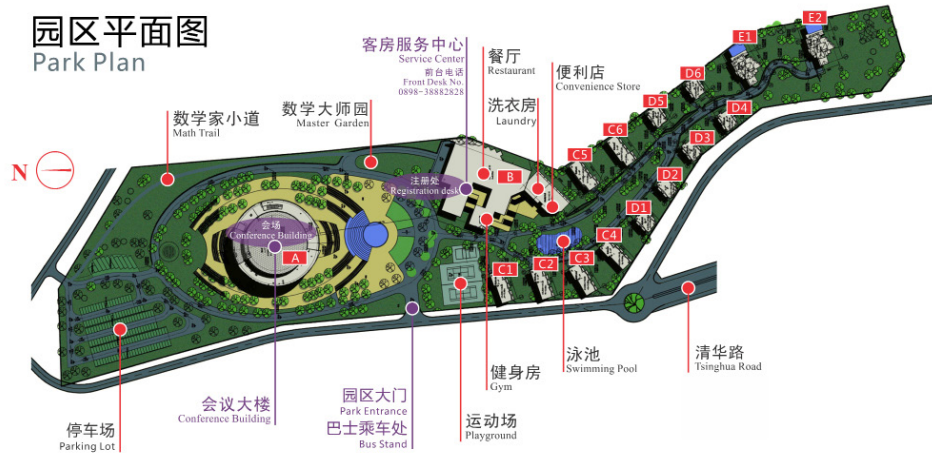 园区平面图
Park Plan
客房服务中心
Service Center
前台电话
Front Desk No.
0898-38882828
餐厅
Restaurant
便利店
Convenience Store
洗衣房
Laundry
数学家小道
Math Trail
数学大师园
Master Garden
N
注册处
Registration desk
会场
Conference Building
A
B
C1
C2
C3
C4
C5
C6
D1
D2
D3
D4
D5
D6
E1
E2
停车场
Parking Lot
会议大楼
Conference Building
园区大门
Park Entrance
巴士乘车处
Bus Stand
运动场
Playground
健身房
Gym
泳池
Swimming Pool
清华路
Tsinghua Road